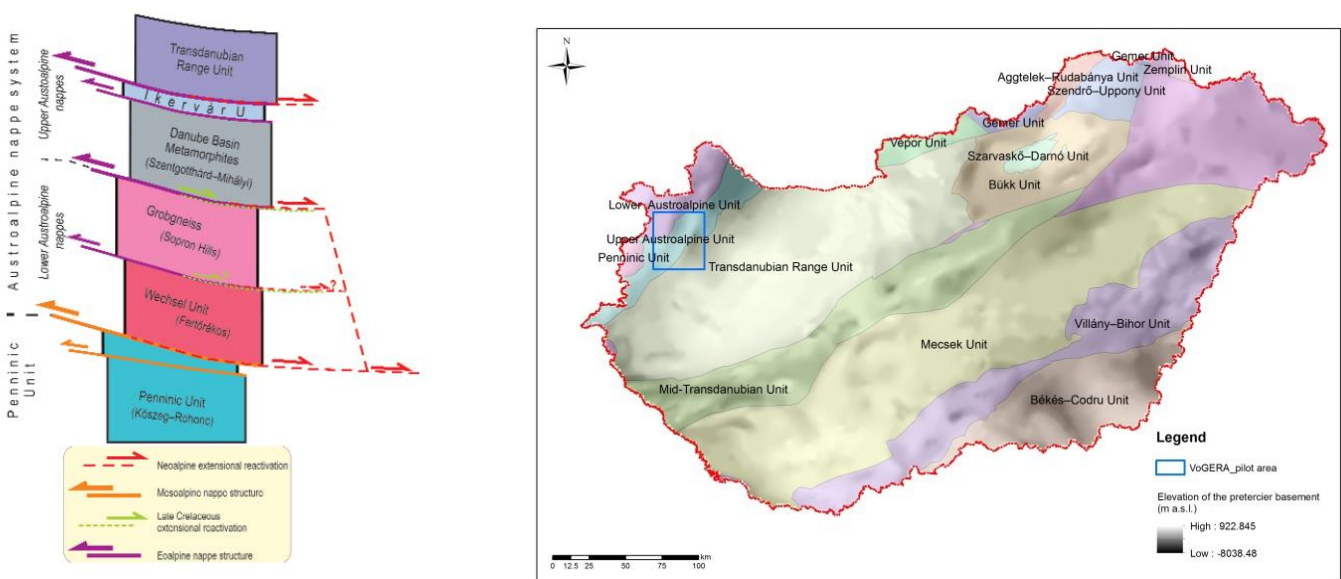 Austroalpine nappesystem
Upper Austoalpine
nappes
Lower Austroalpine
nappes
Penninic
Unit
Transdanubian
Range Unit
Ikervár U
Danube Basin
Metamorphites
(Szentgotthárd–Mihályi)
Grobgneiss
(Sopron Hills)
?
Wechsel Unit
(Fertőrákos)
Penninic Unit
(Kőszeg–Rohonc)
Neoalpine extensional reactivation
Mesoalpine nappe structure
Late Cretaceous
extensional reactivation
Eoalpine nappe structure
N
Gemer Unit
Zemplin Unit
Aggtelek–Rudabánya Unit
Szendrő–Uppony Unit
Gemer Unit
Vepor Unit
Szarvaskő–Darnó Unit
Bükk Unit
Lower Austroalpine Unit
Upper Austroalpine Unit
Penninic Unit
Transdanubian Range Unit
Villány–Bihor Unit
Mecsek Unit
Mid-Transdanubian Unit
Békés–Codru Unit
Legend
VoGERA_pilot area
Elevation of the pretercier basement
(m a.s.l.)
High : 922.845
Low : -8038.48
km
0 12.5 25 50 75 100